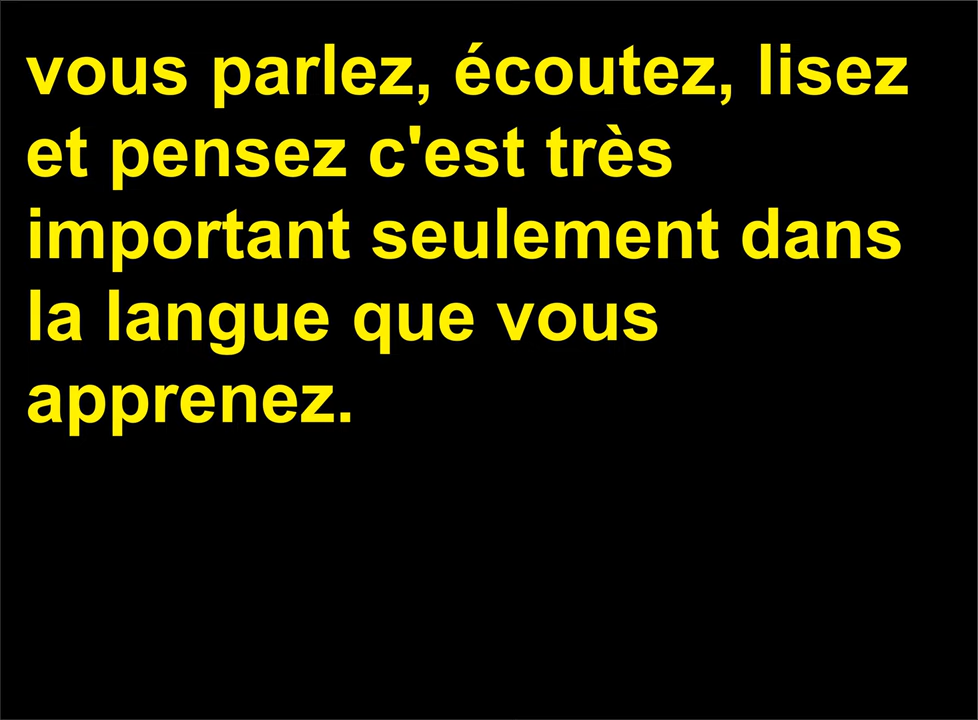 vous parlez, écoutez, lisez
et pensez c'est très
important seulement dans
la langue que vous
apprenez.